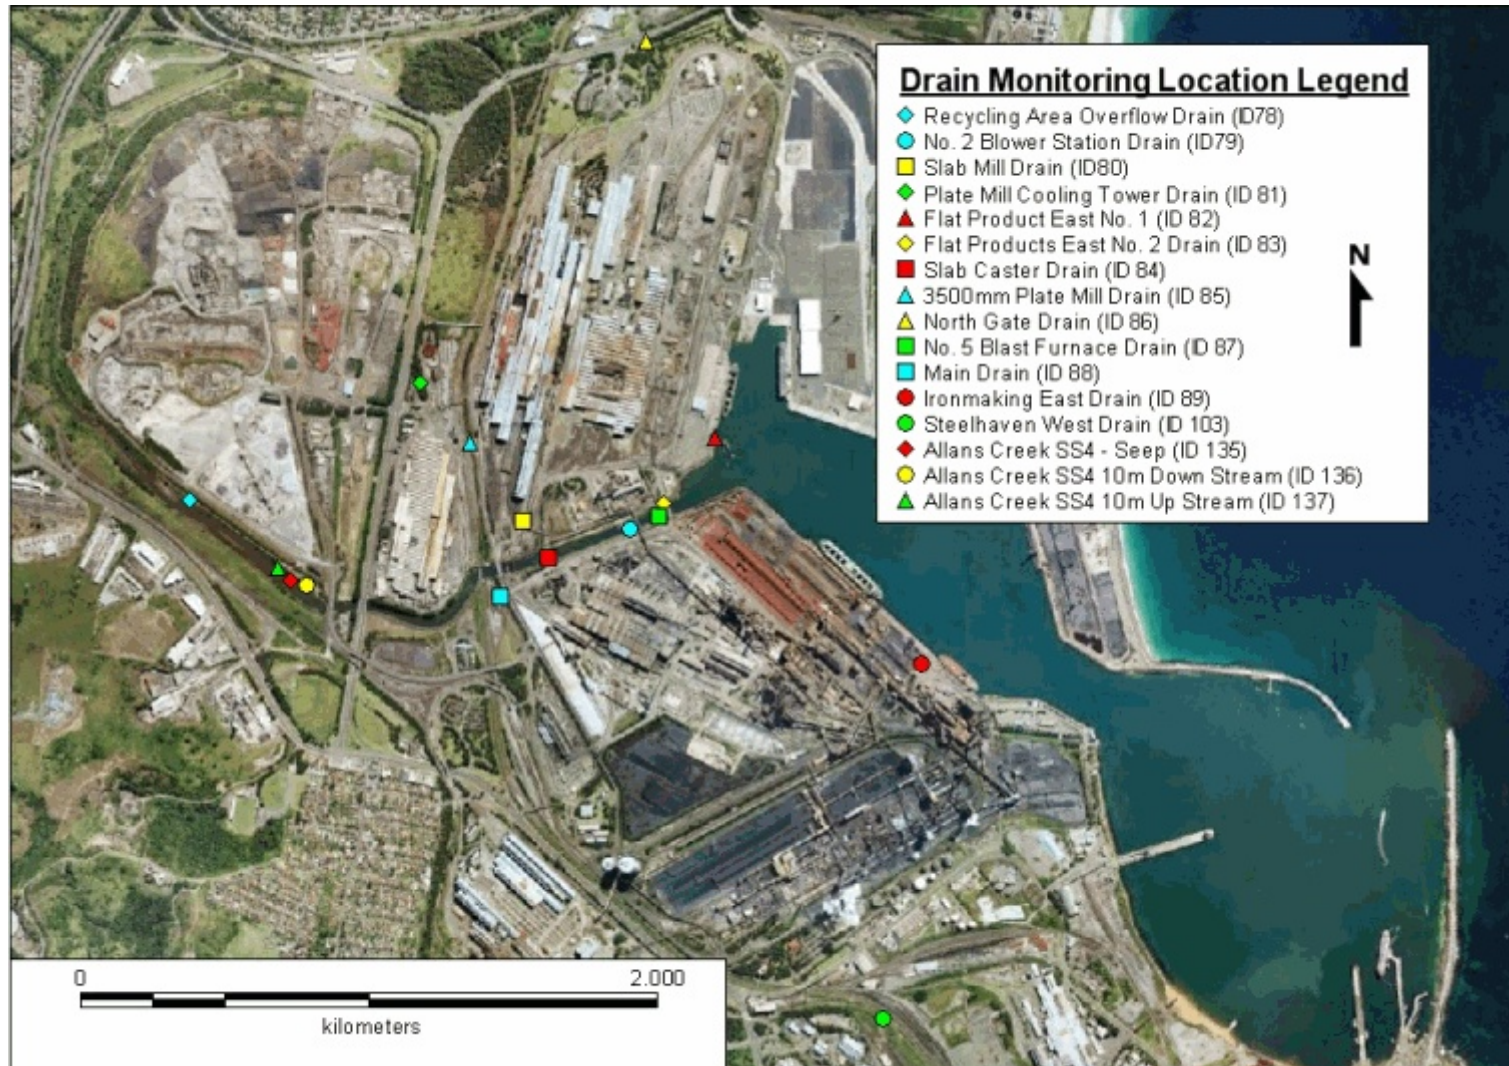 Drain Monitoring Location Legend
Recycling Area Overflow Drain (ID78)
No. 2 Blower Station Drain (ID79)
Slab Mill Drain (ID80)
Plate Mill Cooling Tower Drain (ID 81)
Flat Product East No. 1 (ID 82)
Flat Products East No. 2 Drain (ID 83)
Slab Caster Drain (ID 84)
3500mm Plate Mill Drain (ID 85)
North Gate Drain (ID 86)
No. 5 Blast Furnace Drain (ID 87)
Main Drain (ID 88)
Ironmaking East Drain (ID 89)
Steelhaven West Drain (ID 103)
Allans Creek SS4 - Seep (ID 135)
Allans Creek SS4 10m Down Stream (ID 136)
Allans Creek SS4 10m Up Stream (ID 137)
N
0 2.000
kilometers